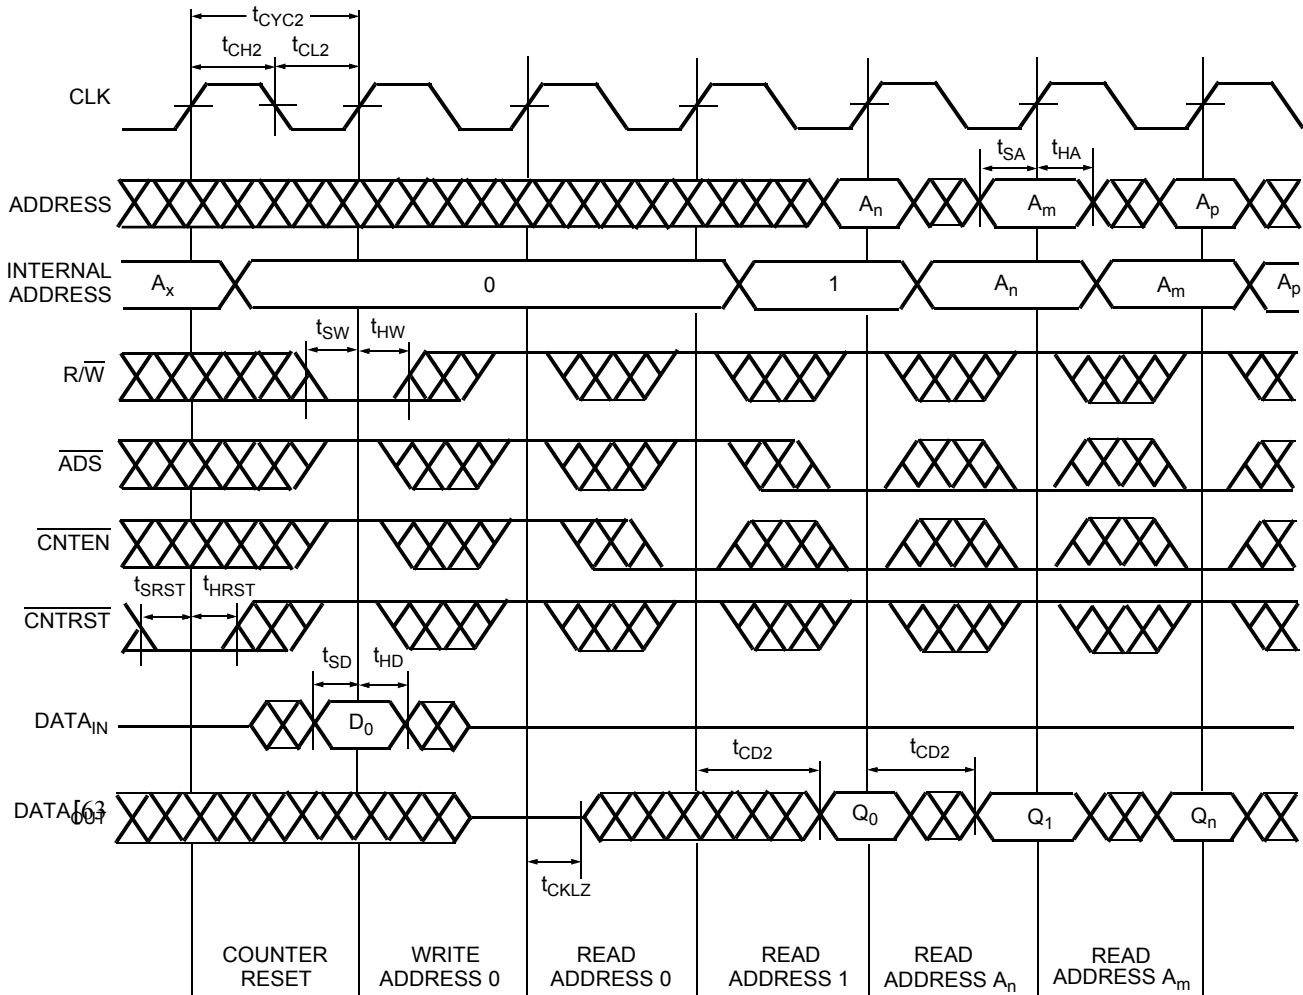 tCYC2
tCH2 tCL2
CLK
tSA tHA
ADDRESS An Am Ap
INTERNAL ADDRESS Ax 0 1 An Am Ap
tSW tHW
R/W
ADS
CNTEN
tSRST tHRST
CNTRST
tSD tHD
DATAIN D0
tCD2 tCD2
DATAOUT[63 Q0 Q1 Qn
tCKLZ
COUNTER RESET
WRITE ADDRESS 0
READ ADDRESS 0
READ ADDRESS 1
READ ADDRESS An
READ ADDRESS Am